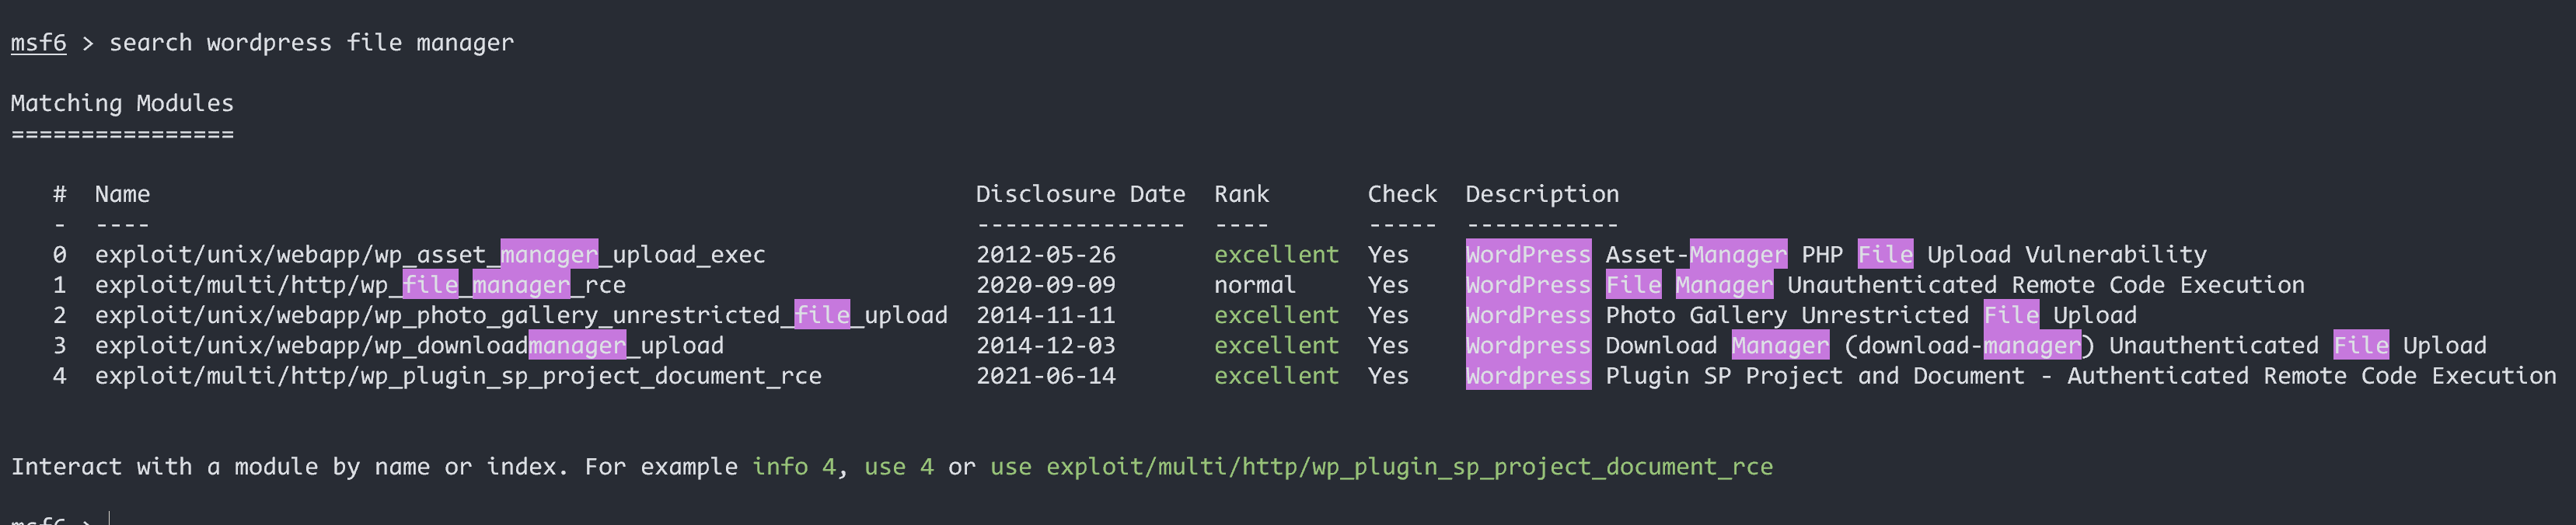 msf6 > search wordpress file manager
Matching Modules
================
# Name Disclosure Date Rank Check Description
- ---- --------------- ---- ----- -----------
0 exploit/unix/webapp/wp_asset_manager_upload_exec 2012-05-26 excellent Yes WordPress Asset-Manager PHP File Upload Vulnerability
1 exploit/multi/http/wp_file_manager_rce 2020-09-09 normal Yes WordPress File Manager Unauthenticated Remote Code Execution
2 exploit/unix/webapp/wp_photo_gallery_unrestricted_file_upload 2014-11-11 excellent Yes WordPress Photo Gallery Unrestricted File Upload
3 exploit/unix/webapp/wp_downloadmanager_upload 2014-12-03 excellent Yes Wordpress Download Manager (download-manager) Unauthenticated File Upload
4 exploit/multi/http/wp_plugin_sp_project_document_rce 2021-06-14 excellent Yes Wordpress Plugin SP Project and Document - Authenticated Remote Code Execution
Interact with a module by name or index. For example info 4, use 4 or use exploit/multi/http/wp_plugin_sp_project_document_rce
msf6 >